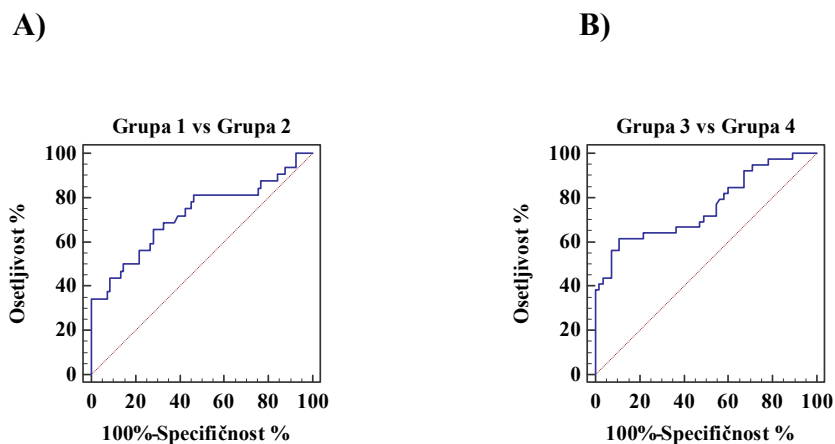 A)
B)
Grupa 1 vs Grupa 2
100
80
60
40
20
0
Osetljivost %
0 20 40 60 80 100
100%-Specifičnost %
Grupa 3 vs Grupa 4
100
80
60
40
20
0
Osetljivost %
0 20 40 60 80 100
100%-Specifičnost %